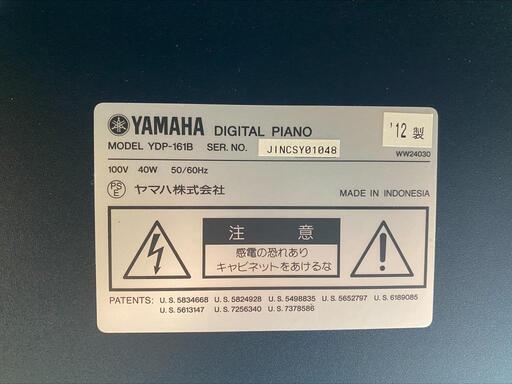 YAMAHA DIGITAL PIANO
'12製
MODEL YDP-161B SER. NO. JINCSY01048
WW24030
100V 40W 50/60Hz
PSE ヤマハ株式会社
MADE IN INDONESIA
注意
感電の恐れあり
キャビネットをあけるな
PATENTS: U.S. 5834668 U.S. 5824928 U.S. 5498835 U.S. 5652797 U.S. 6189085
U.S. 5613147 U.S. 7256340 U.S. 7378586